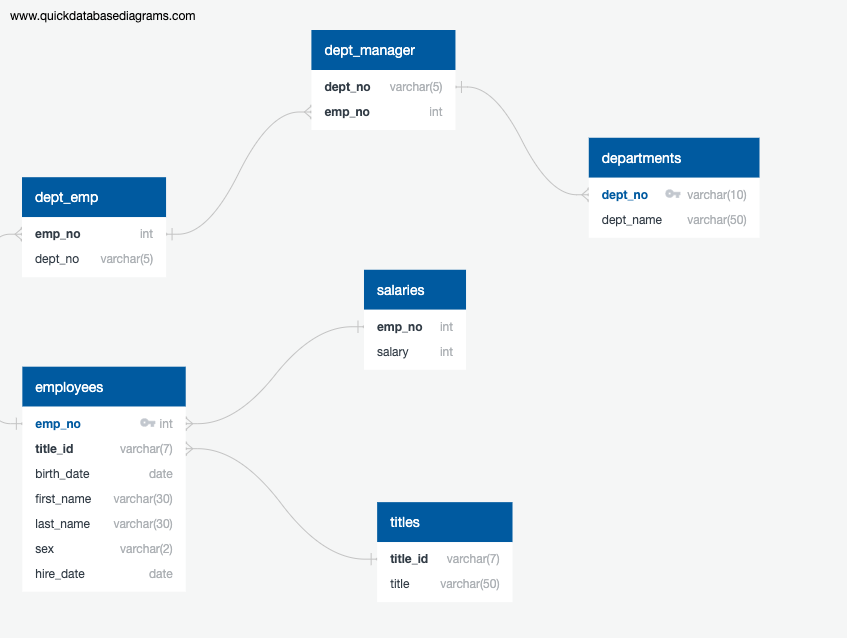 www.quickdatabasediagrams.com
dept_manager
dept_no varchar(5)
emp_no int
departments
dept_no varchar(10)
dept_name varchar(50)
dept_emp
emp_no int
dept_no varchar(5)
salaries
emp_no int
salary int
employees
emp_no int
title_id varchar(7)
birth_date date
first_name varchar(30)
last_name varchar(30)
sex varchar(2)
hire_date date
titles
title_id varchar(7)
title varchar(50)